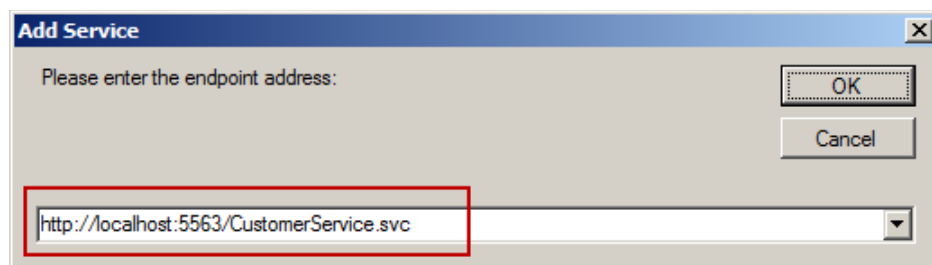 Add Service
Please enter the endpoint address:
OK
Cancel
http://localhost:5563/CustomerService.svc